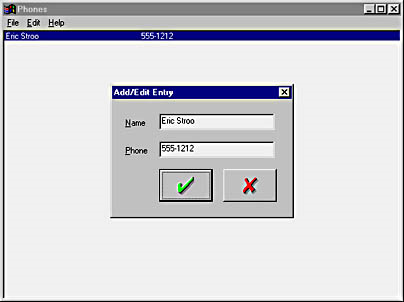 Phones
File Edit Help
Eric Stroo 555-1212
Add/Edit Entry
Name Eric Stroo
Phone 555-1212